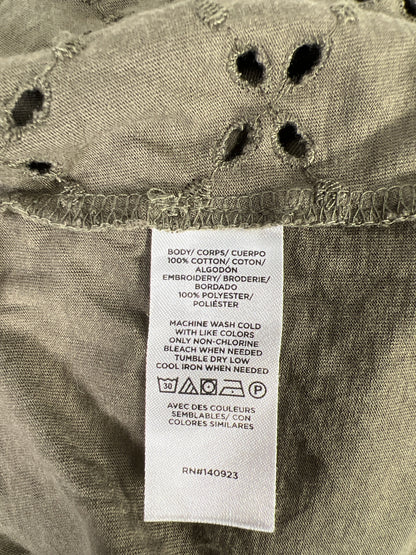 BODY/ CORPS/ CUERPO
100% COTTON/ COTON/
ALGODÓN
EMBROIDERY/ BRODERIE/
BORDADO
100% POLYESTER/
POLIÉSTER
MACHINE WASH COLD
WITH LIKE COLORS
ONLY NON-CHLORINE
BLEACH WHEN NEEDED
TUMBLE DRY LOW
COOL IRON WHEN NEEDED
30 P
AVEC DES COULEURS
SEMBLABLES/ CON
COLORES SIMILARES
RN#140923